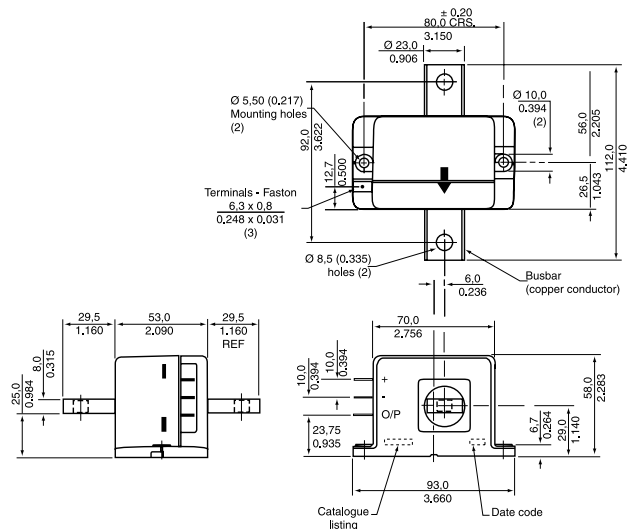 ± 0,20
80,0 CRS.
3.150
Ø 23,0
0.906
Ø 5,50 (0.217)
Mounting holes
(2)
92,0
3.622
12,7
0.500
Ø 10,0
0.394
(2)
56,0
2.205
112,0
4.410
26,5
1.043
Terminals - Faston
6,3 x 0,8
0.248 x 0.031
(3)
Ø 8,5 (0.335)
holes (2)
6,0
0.236
Busbar
(copper conductor)
29,5
1.160
53,0
2.090
29,5
1.160
REF
8,0
0.315
25,0
0.984
70,0
2.756
10,0
0.394
10,0
0.394
+
-
O/P
23,75
0.935
6,7
0.264
29,0
1.140
58,0
2.283
93,0
3.660
Catalogue
listing
Date code